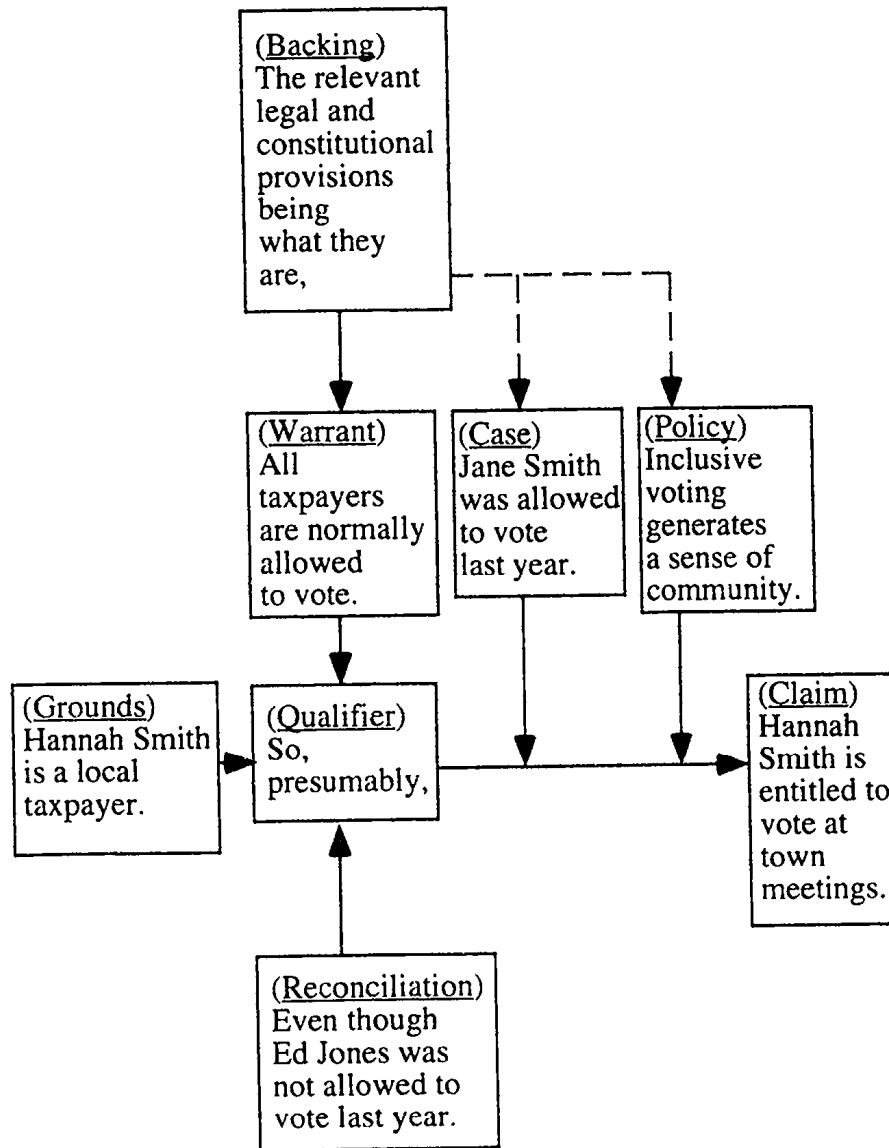 (Backing)
The relevant
legal and
constitutional
provisions
being
what they
are,
(Warrant)
All
taxpayers
are normally
allowed
to vote.
(Case)
Jane Smith
was allowed
to vote
last year.
(Policy)
Inclusive
voting
generates
a sense of
community.
(Grounds)
Hannah Smith
is a local
taxpayer.
(Qualifier)
So,
presumably,
(Claim)
Hannah
Smith is
entitled to
vote at
town
meetings.
(Reconciliation)
Even though
Ed Jones was
not allowed to
vote last year.